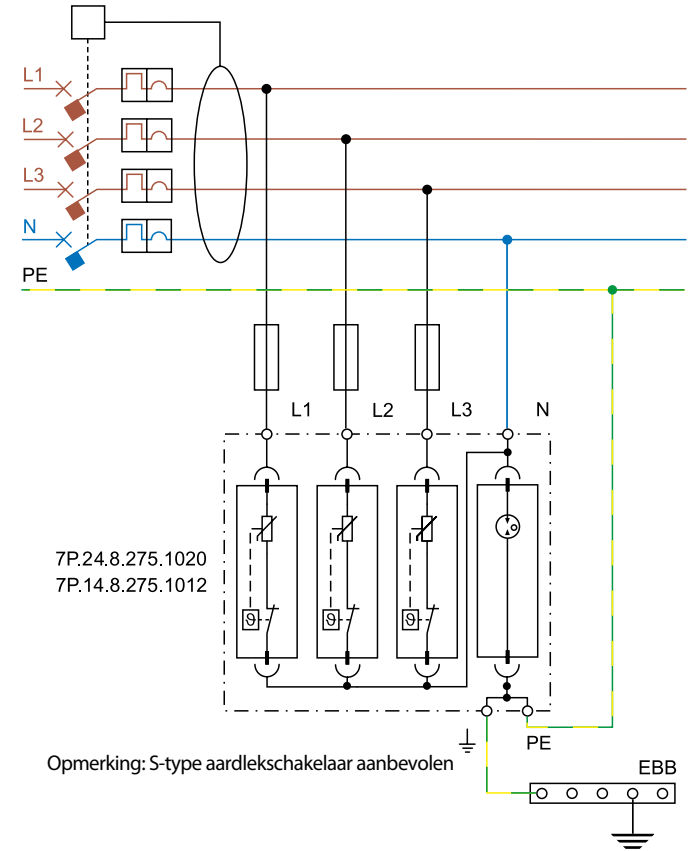 L1
L2
L3
N
PE
L1 L2 L3 N
7P.24.8.275.1020
7P.14.8.275.1012
ϑ ϑ ϑ
PE
Opmerking: S-type aardlekschakelaar aanbevolen
EBB